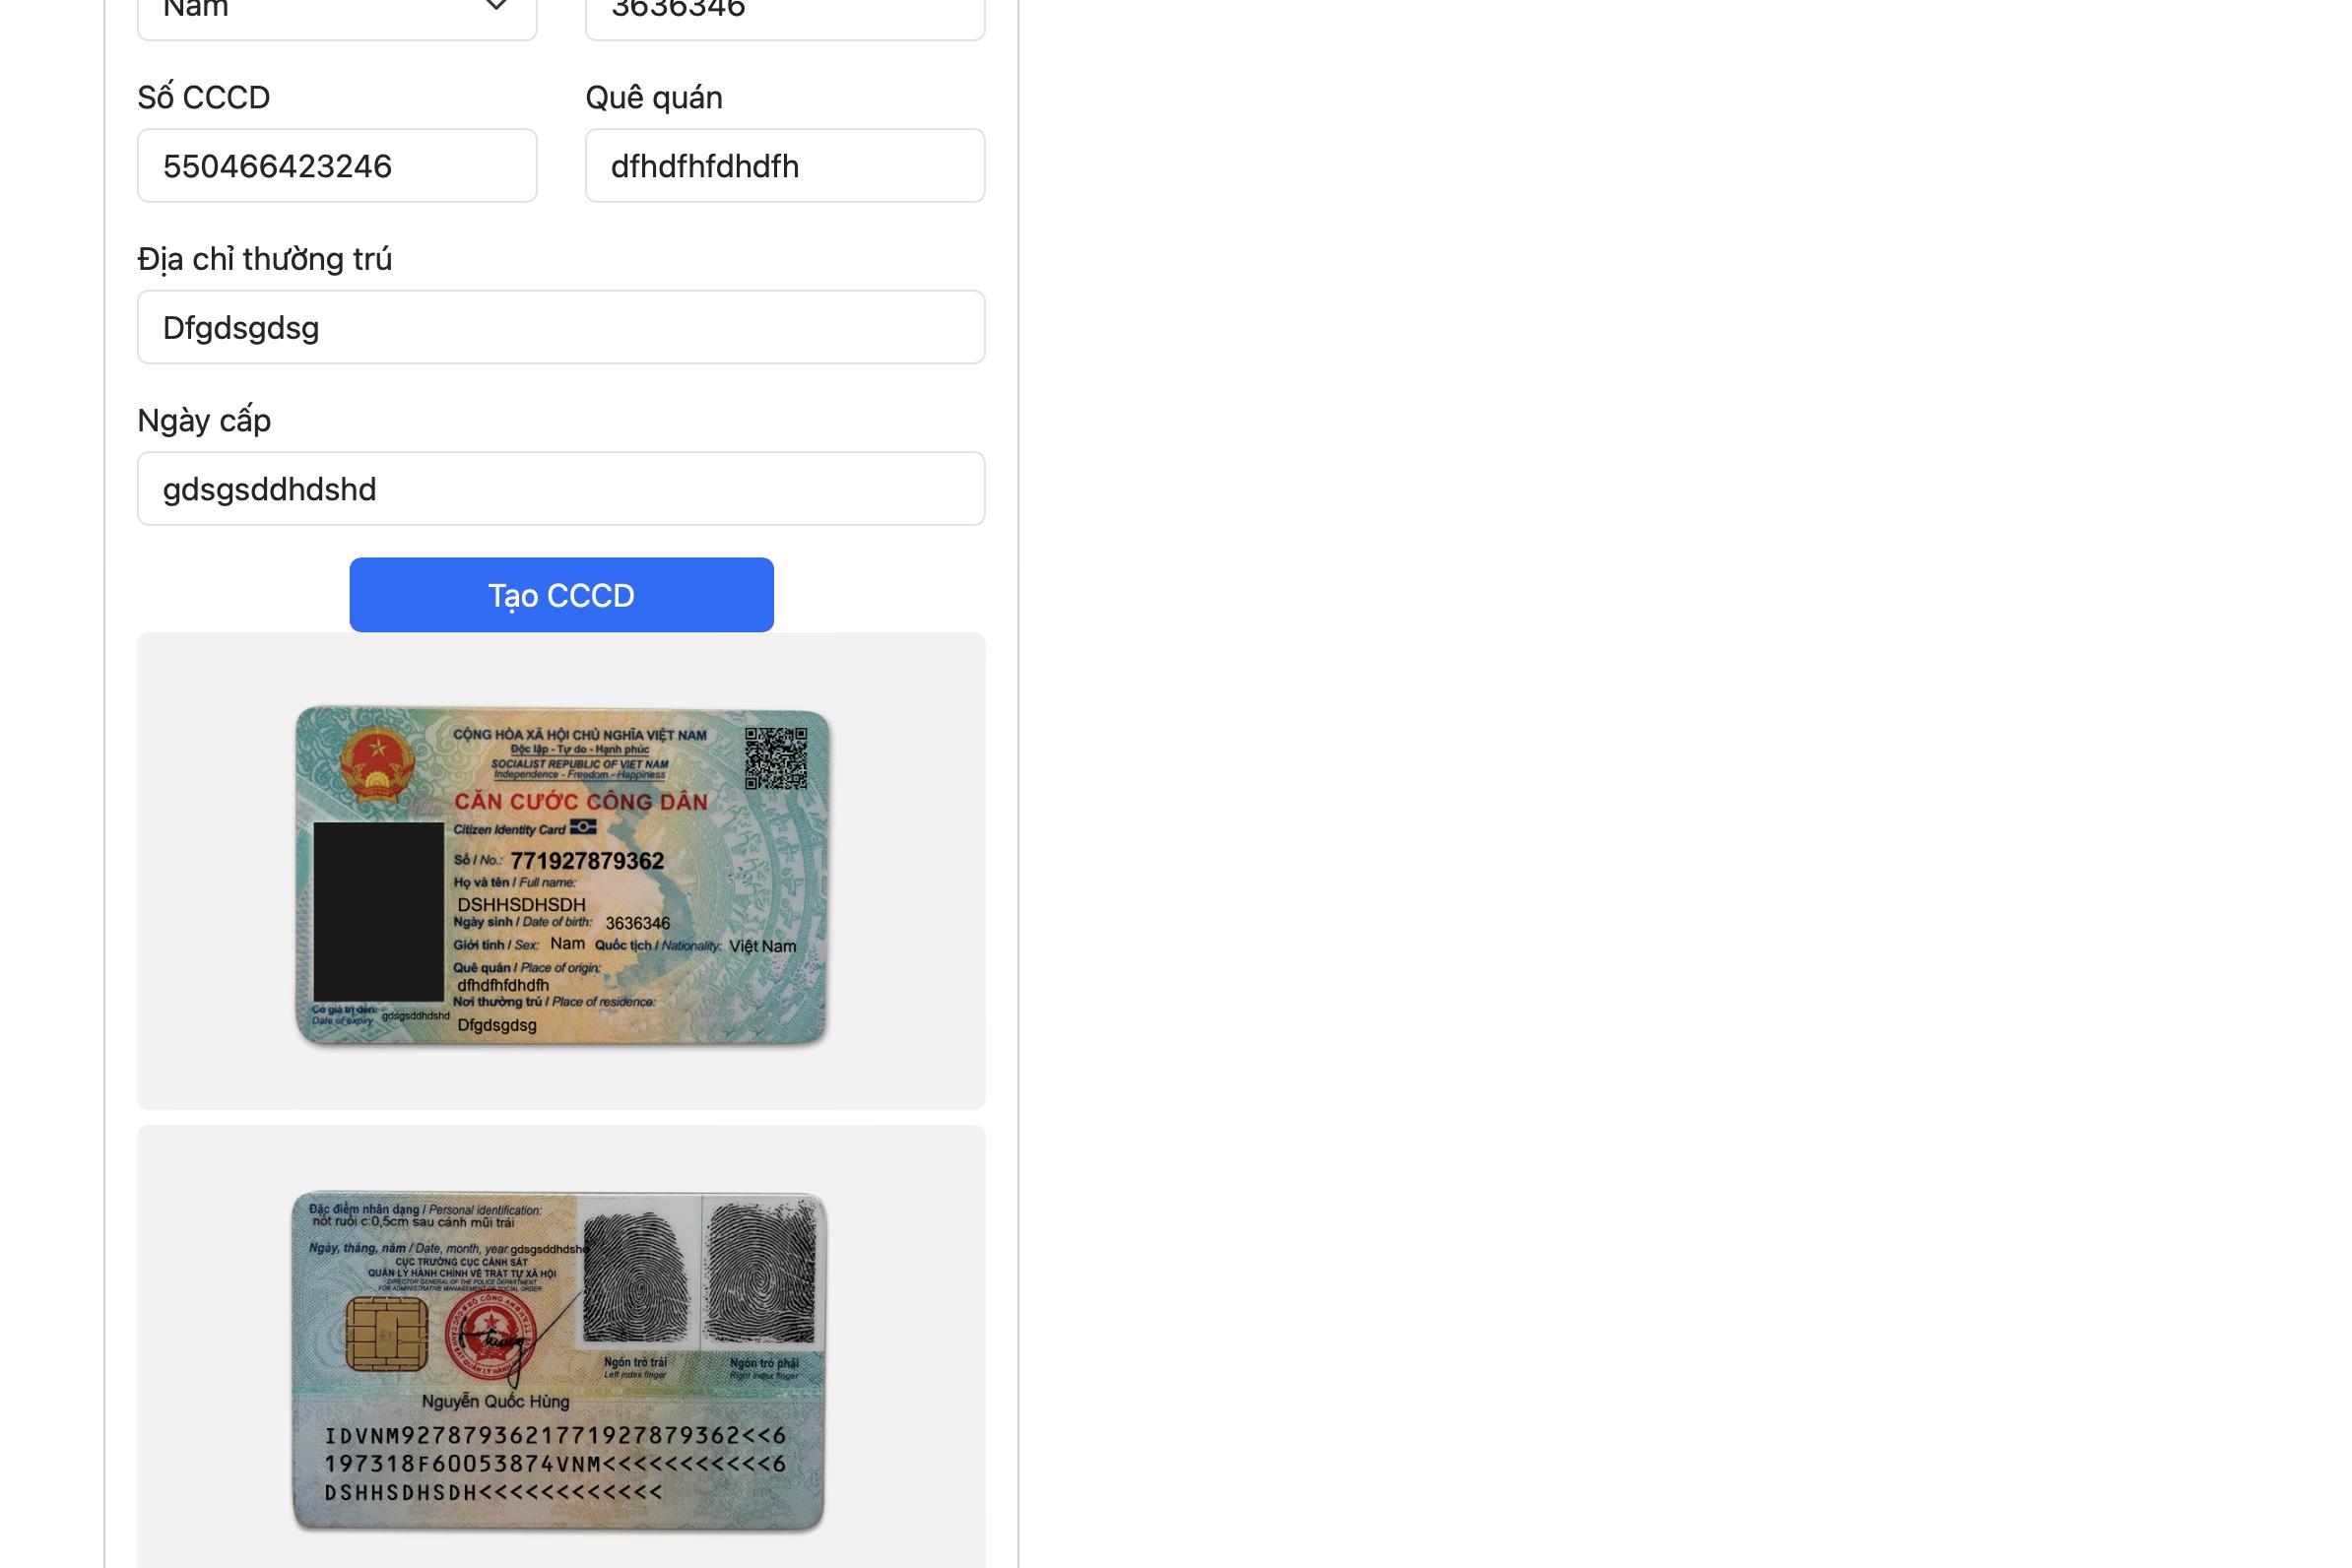 Nam
3636346
Số CCCD
Quê quán
550466423246
dfhdfhfdhdfh
Địa chỉ thường trú
Dfgdsgdsg
Ngày cấp
gdsgsddhdshd
Tạo CCCD
CỘNG HÒA XÃ HỘI CHỦ NGHĨA VIỆT NAM
Độc lập - Tự do - Hạnh phúc
SOCIALIST REPUBLIC OF VIET NAM
Independence - Freedom - Happiness
CĂN CƯỚC CÔNG DÂN
Citizen Identity Card
Số / No.: 771927879362
Họ và tên / Full name:
DSHHSDHSDH
Ngày sinh / Date of birth: 3636346
Giới tính / Sex: Nam Quốc tịch / Nationality: Việt Nam
Quê quán / Place of origin:
dfhdfhfdhdfh
Nơi thường trú / Place of residence:
Dfgdsgdsg
Có giá trị đến: gdsgsddhdshd
Date of expiry
Đặc điểm nhân dạng / Personal identification:
nốt ruồi c:0,5cm sau cánh mũi trái
Ngày, tháng, năm / Date, month, year gdsgsddhdshd
CỤC TRƯỞNG CỤC CẢNH SÁT
QUẢN LÝ HÀNH CHÍNH VỀ TRẬT TỰ XÃ HỘI
DIRECTOR GENERAL OF THE POLICE DEPARTMENT
FOR ADMINISTRATIVE MANAGEMENT OF SOCIAL ORDER
Ngón trỏ trái
Left index finger
Ngón trỏ phải
Right index finger
Nguyễn Quốc Hùng
IDVNM9278793621771927879362<<6
197318F60053874VNM<<<<<<<<<<<6
DSHHSDHSDH<<<<<<<<<<<<